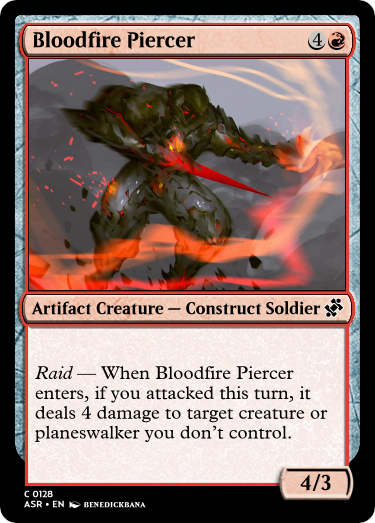 Bloodfire Piercer 4
Artifact Creature — Construct Soldier
Raid — When Bloodfire Piercer
enters, if you attacked this turn, it
deals 4 damage to target creature or
planeswalker you don't control.
4/3
C 0128
ASR • EN BENEDICKBANA